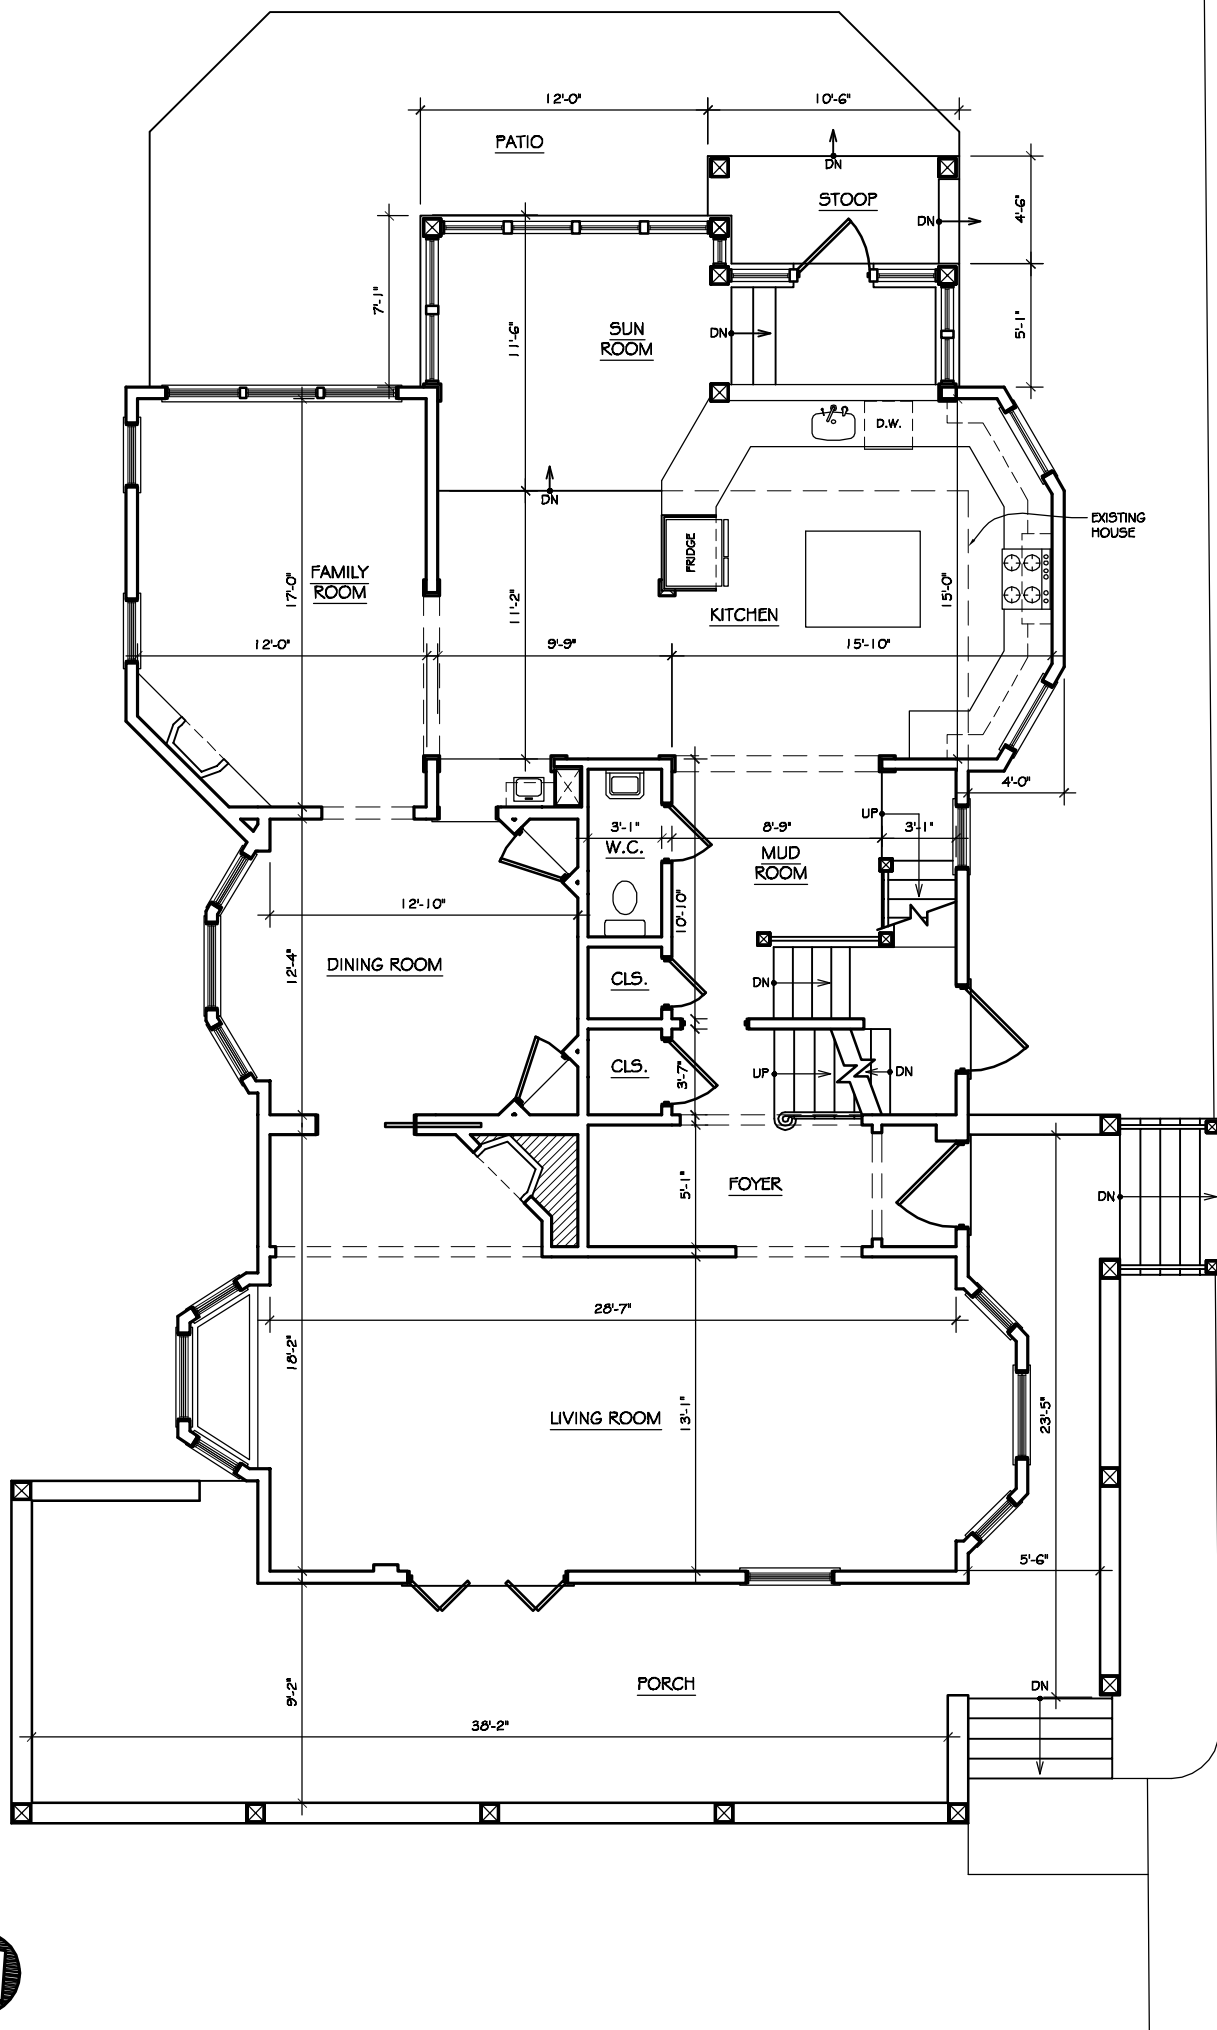 12'-0"
10'-6"
PATIO
DN
STOOP
4'-6"
DN
7'-1"
11'-6"
SUN
ROOM
DN
5'-1"
D.W.
DN
EXISTING
HOUSE
FRIDGE
FAMILY
ROOM
17'-0"
11'-2"
KITCHEN
15'-0"
12'-0"
9'-9"
15'-10"
4'-0"
UP
3'-1"
8'-9"
3'-1"
W.C.
MUD
ROOM
12'-10"
10'-10"
12'-4"
DINING ROOM
CLS.
DN
CLS.
3'-7"
UP
DN
5'-1"
FOYER
DN
28'-7"
18'-2"
LIVING ROOM
13'-1"
23'-5"
5'-6"
PORCH
DN
9'-2"
38'-2"